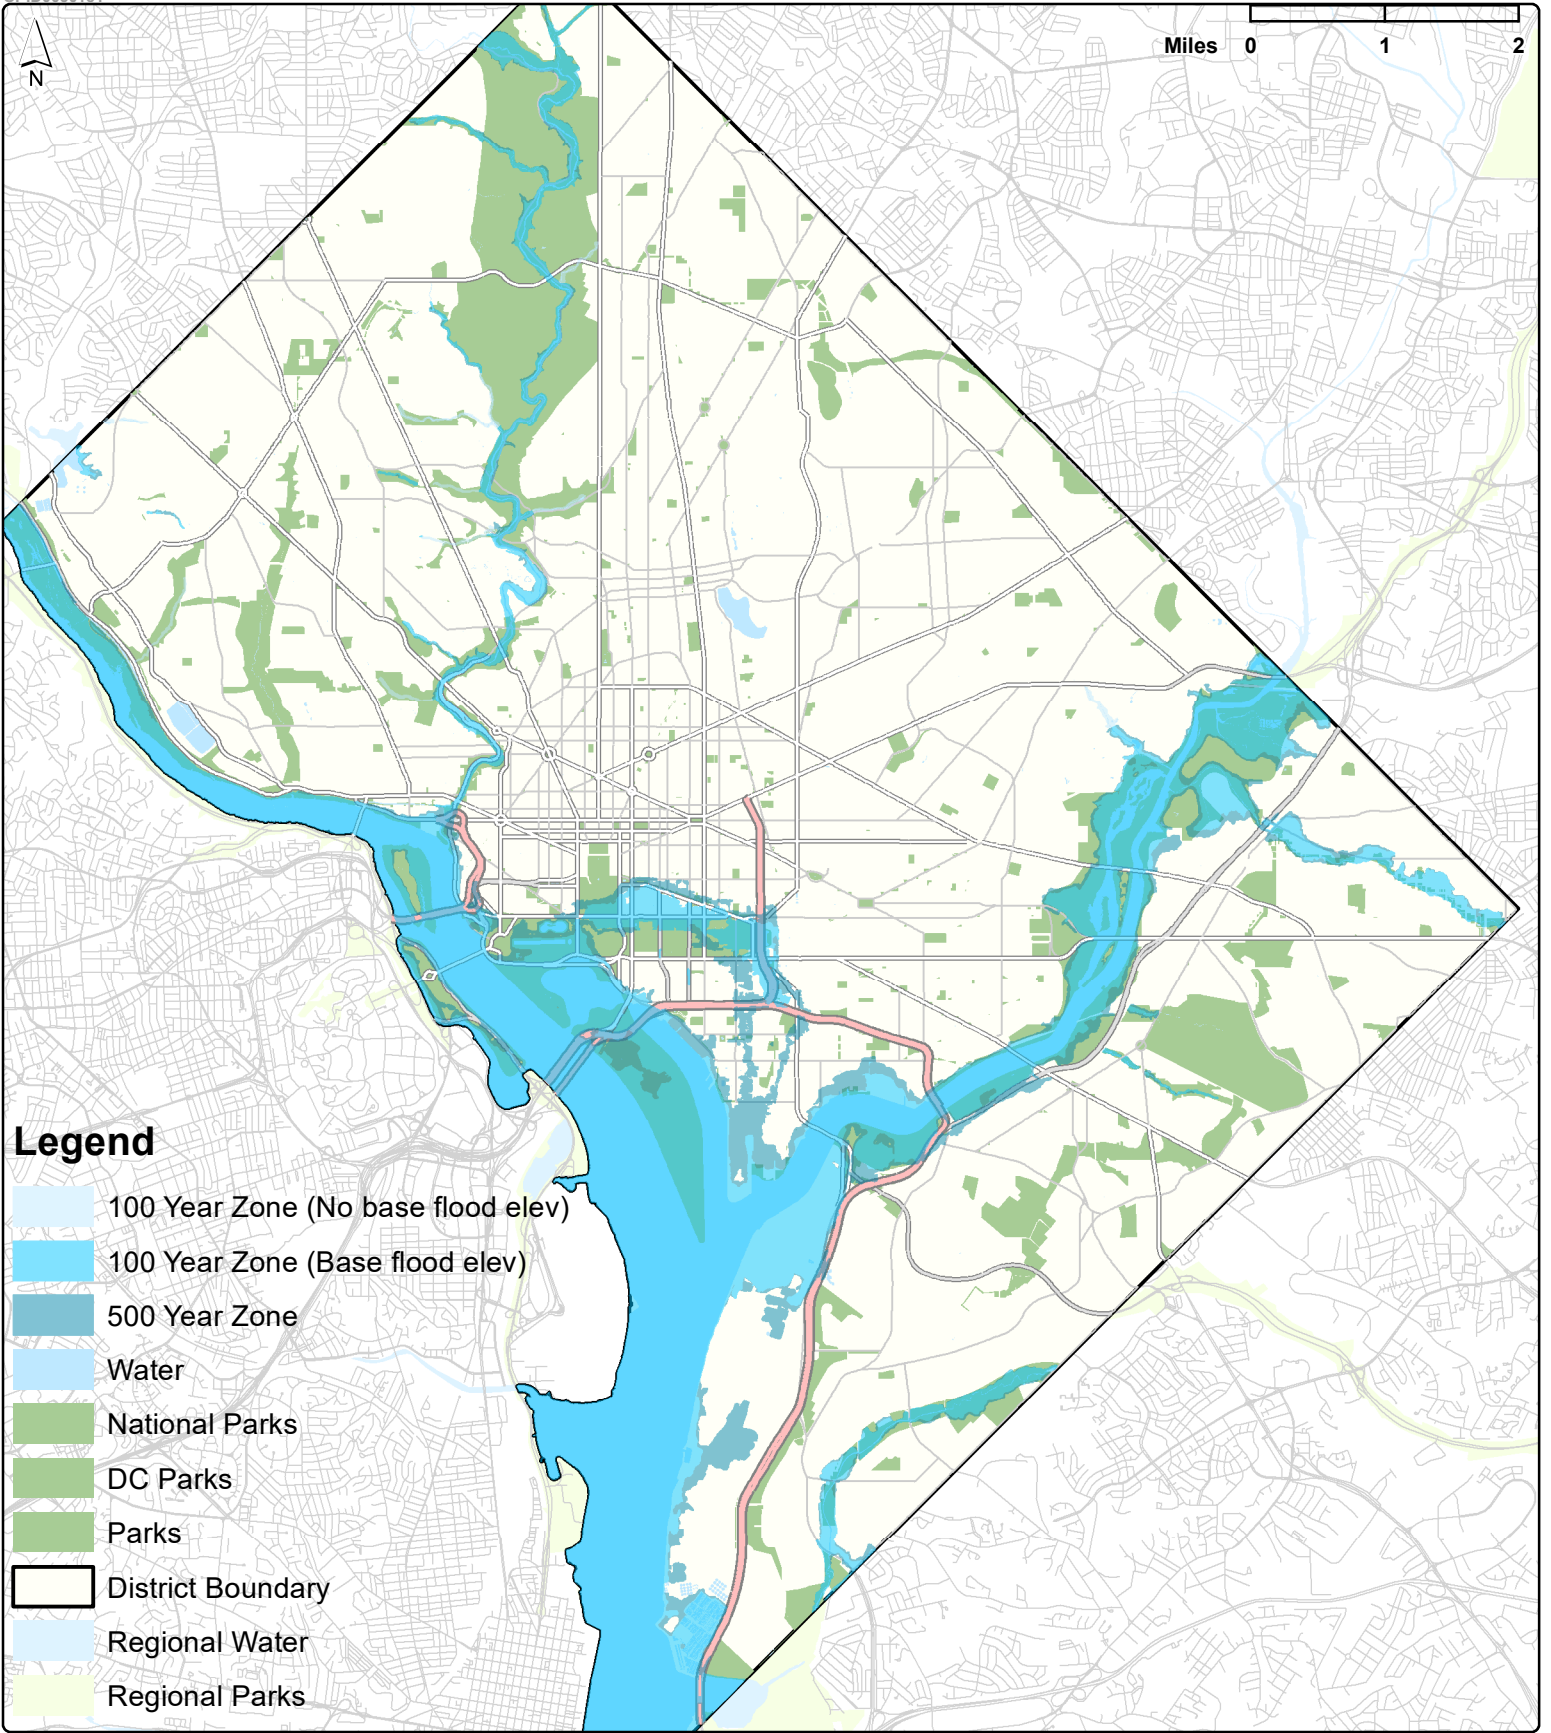 N
Miles 0 1 2
Legend
100 Year Zone (No base flood elev)
100 Year Zone (Base flood elev)
500 Year Zone
Water
National Parks
DC Parks
Parks
District Boundary
Regional Water
Regional Parks